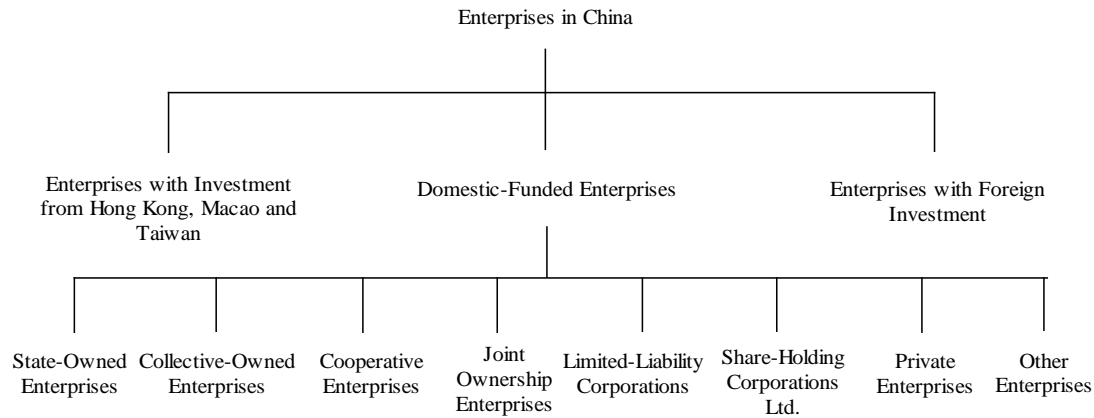 Enterprises in China
Enterprises with Investment
from Hong Kong, Macao and
Taiwan
Domestic-Funded Enterprises
Enterprises with Foreign
Investment
State-Owned
Enterprises
Collective-Owned
Enterprises
Cooperative
Enterprises
Joint
Ownership
Enterprises
Limited-Liability
Corporations
Share-Holding
Corporations
Ltd.
Private
Enterprises
Other
Enterprises